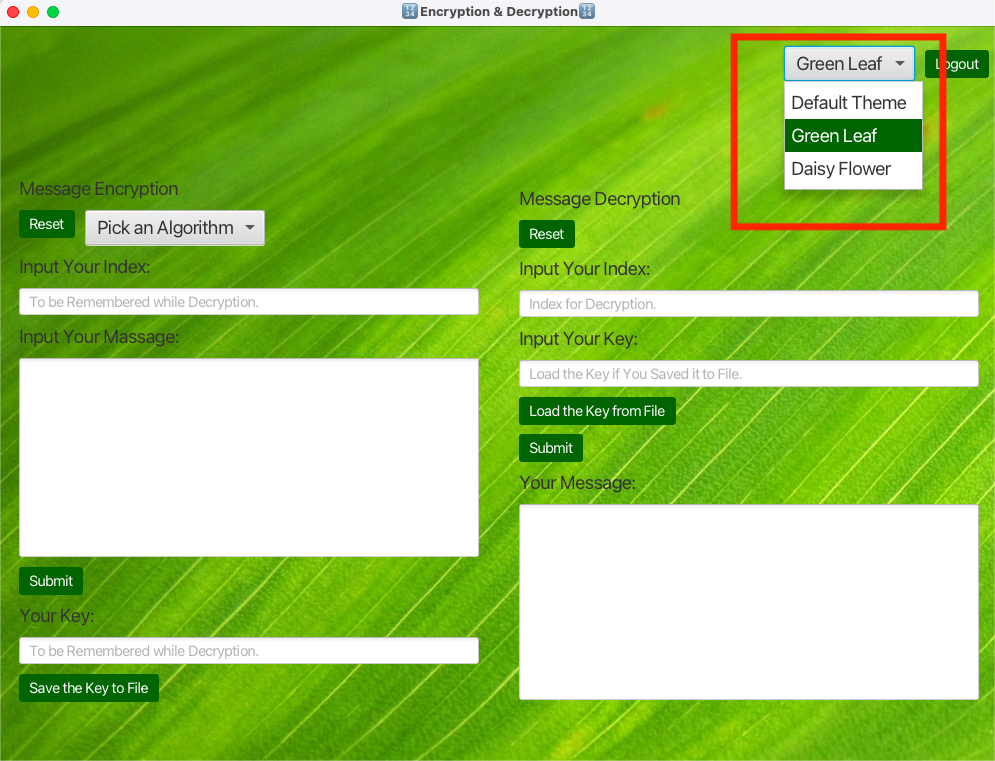 🔢Encryption & Decryption🔢
Green Leaf
Logout
Default Theme
Green Leaf
Daisy Flower
Message Encryption
Reset
Pick an Algorithm
Input Your Index:
To be Remembered while Decryption.
Input Your Massage:
Submit
Your Key:
To be Remembered while Decryption.
Save the Key to File
Message Decryption
Reset
Input Your Index:
Index for Decryption.
Input Your Key:
Load the Key if You Saved it to File.
Load the Key from File
Submit
Your Message: